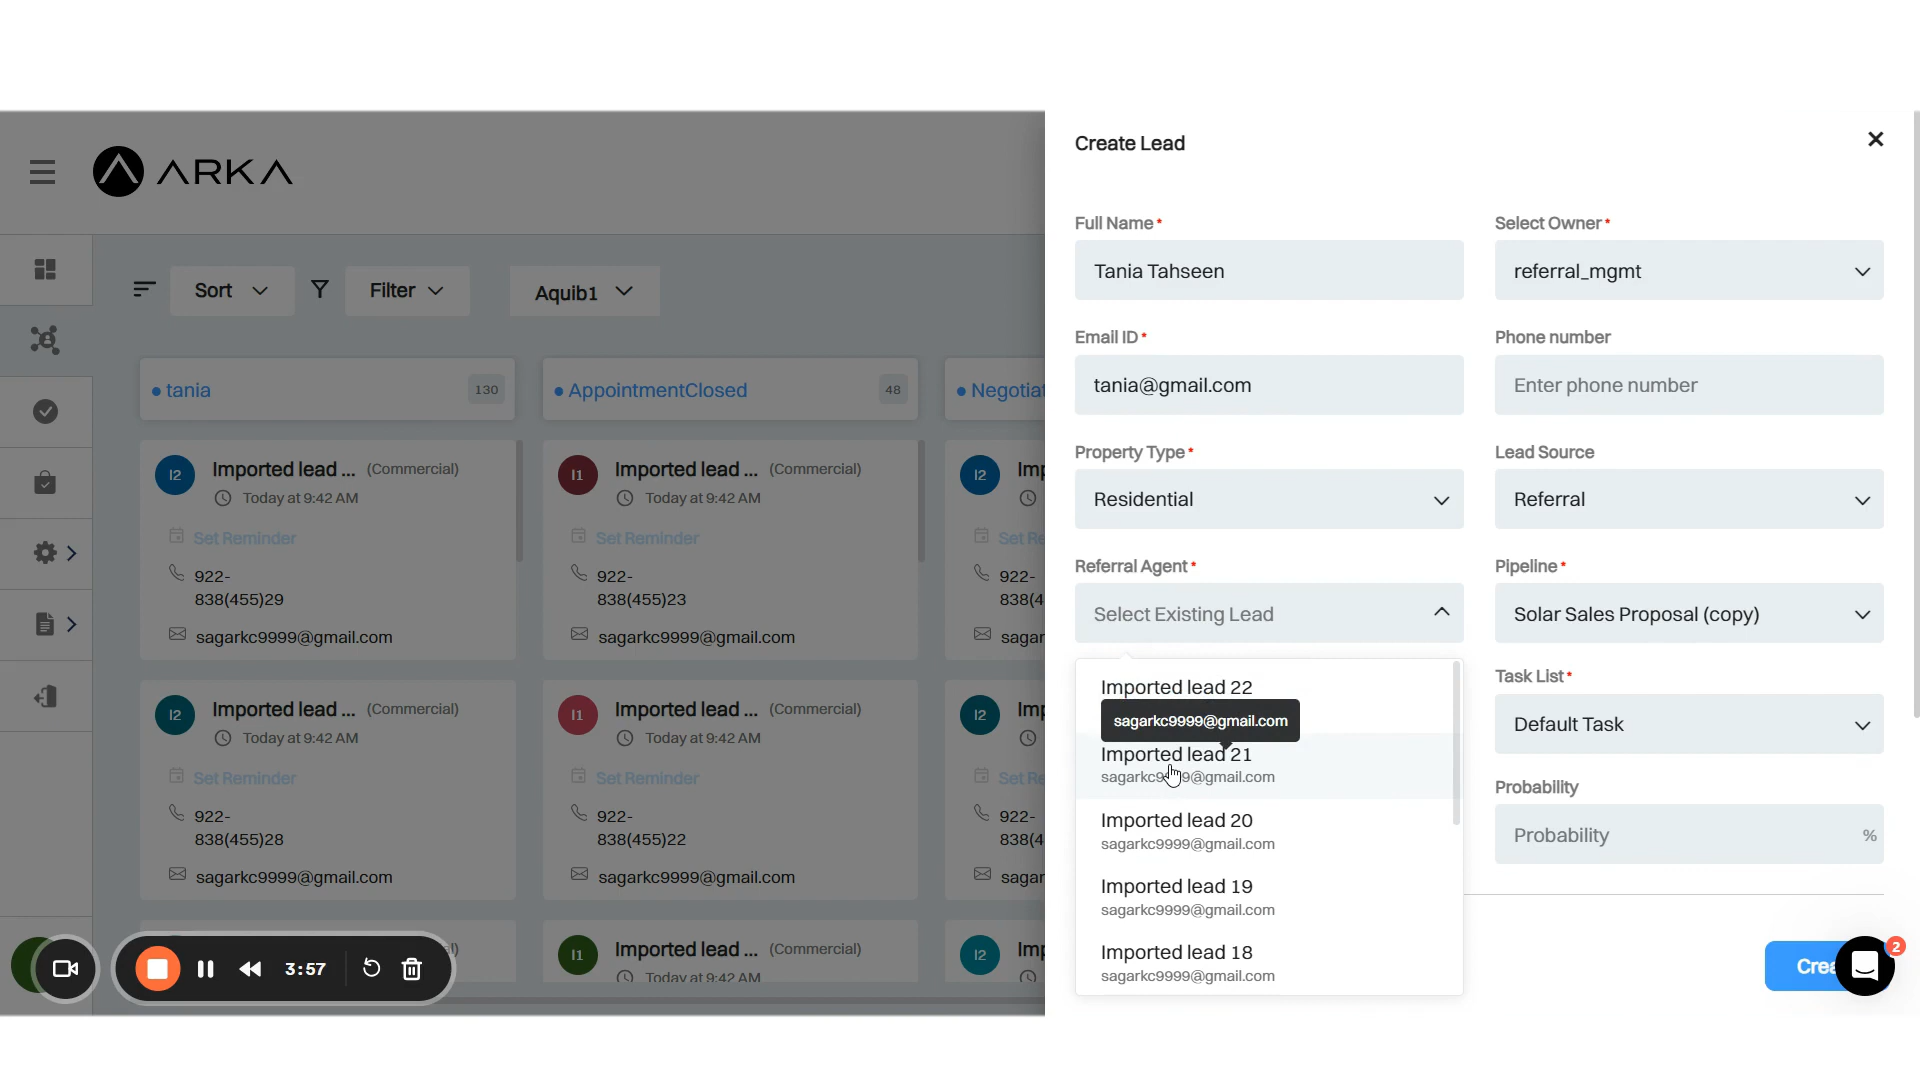 ARKA
Sort
Filter
Aquib1
tania
130
AppointmentClosed
48
Negotiat
I2
Imported lead ... (Commercial)
Today at 9:42 AM
Set Reminder
922-
838(455)29
sagarkc9999@gmail.com
I1
Imported lead ... (Commercial)
Today at 9:42 AM
Set Reminder
922-
838(455)23
sagarkc9999@gmail.com
I2
Imp
Set Re
922-
838(4
sagar
I2
Imported lead ... (Commercial)
Today at 9:42 AM
Set Reminder
922-
838(455)28
sagarkc9999@gmail.com
I1
Imported lead ... (Commercial)
Today at 9:42 AM
Set Reminder
922-
838(455)22
sagarkc9999@gmail.com
I2
Imp
Set Re
922-
838(4
sagar
I1
Imported lead ... (Commercial)
Today at 9:42 AM
I2
Imp
3:57
Create Lead
Full Name *
Tania Tahseen
Select Owner *
referral_mgmt
Email ID *
tania@gmail.com
Phone number
Enter phone number
Property Type *
Residential
Lead Source
Referral
Referral Agent *
Select Existing Lead
Pipeline *
Solar Sales Proposal (copy)
Imported lead 22
sagarkc9999@gmail.com
Imported lead 21
sagarkc9999@gmail.com
Imported lead 20
sagarkc9999@gmail.com
Imported lead 19
sagarkc9999@gmail.com
Imported lead 18
sagarkc9999@gmail.com
Task List *
Default Task
Probability
Probability
%
Crea
2